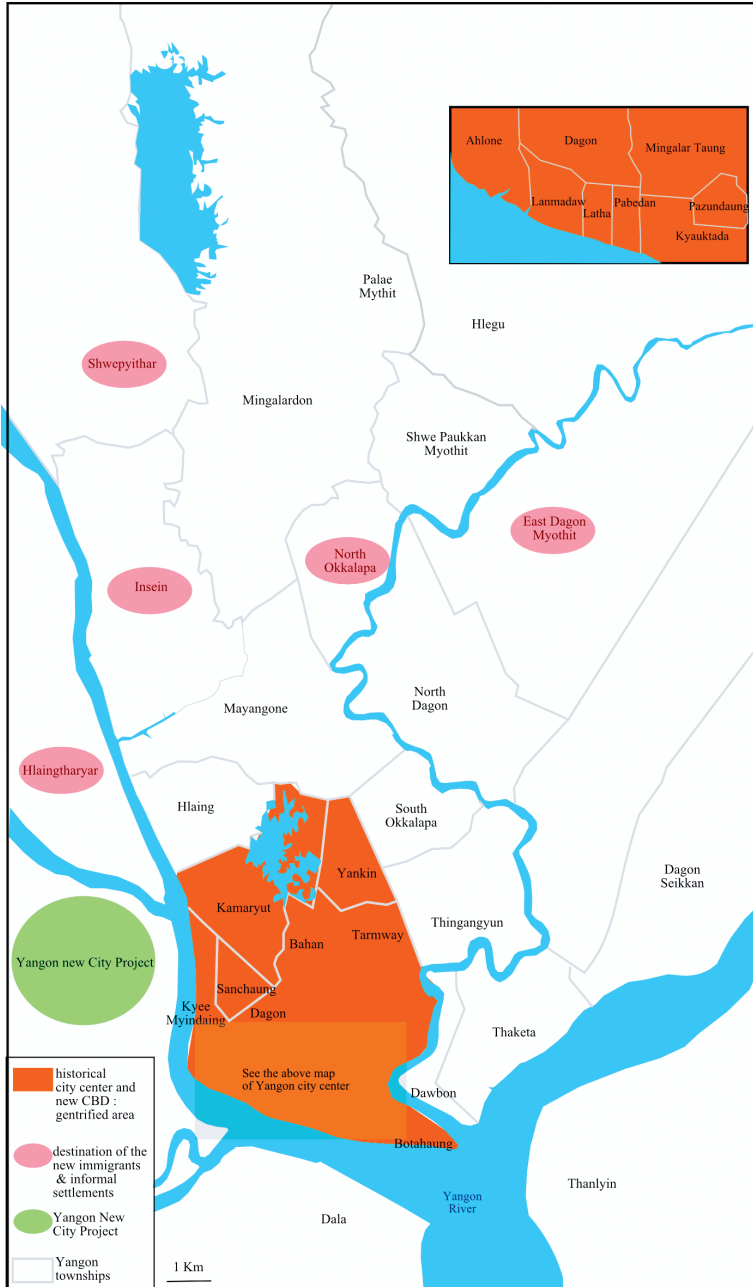 Ahlone
Dagon
Mingalar Taung
Lanmadaw
Latha
Pabedan
Pazundaung
Kyauktada
Palae
Mythit
Hlegu
Shwepyithar
Mingalardon
Shwe Paukkan
Myothit
East Dagon
Myothit
North
Okkalapa
Insein
North
Dagon
Mayangone
Hlaingtharyar
Hlaing
South
Okkalapa
Dagon
Seikkan
Yankin
Kamaryut
Thingangyun
Tarmway
Bahan
Yangon new City Project
Sanchaung
Kyee
Myindaing
Dagon
Thaketa
See the above map
of Yangon city center
Dawbon
Botahaung
Yangon
River
Thanlyin
Dala
historical
city center and
new CBD :
gentrified area
destination of the
new immigrants
& informal
settlements
Yangon New
City Project
Yangon
townships
1 Km